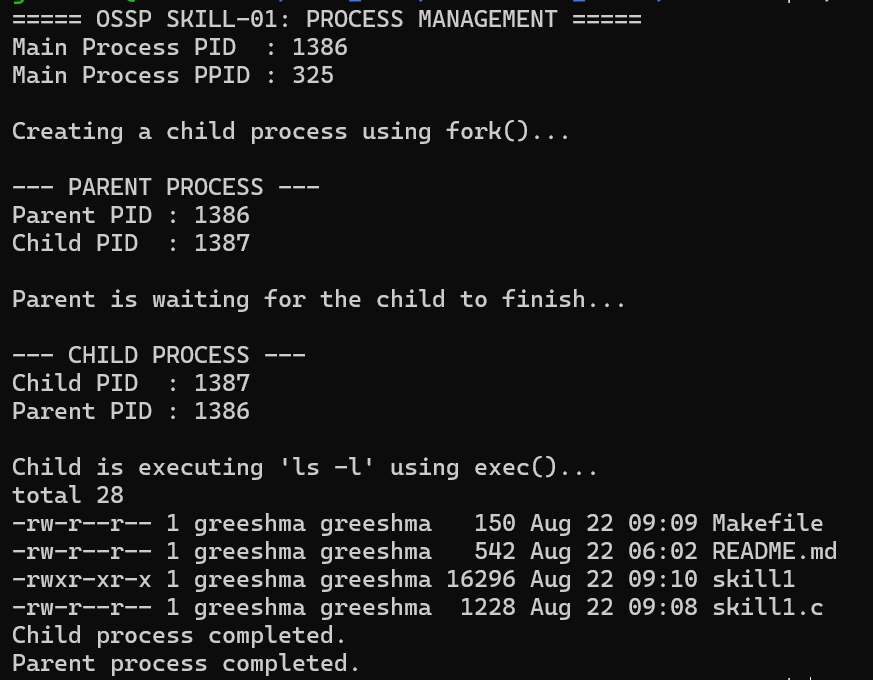 ===== OSSP SKILL-01: PROCESS MANAGEMENT =====
Main Process PID  : 1386
Main Process PPID : 325

Creating a child process using fork()...

--- PARENT PROCESS ---
Parent PID : 1386
Child PID  : 1387

Parent is waiting for the child to finish...

--- CHILD PROCESS ---
Child PID  : 1387
Parent PID : 1386

Child is executing 'ls -l' using exec()...
total 28
-rw-r--r-- 1 greeshma greeshma   150 Aug 22 09:09 Makefile
-rw-r--r-- 1 greeshma greeshma   542 Aug 22 06:02 README.md
-rwxr-xr-x 1 greeshma greeshma 16296 Aug 22 09:10 skill1
-rw-r--r-- 1 greeshma greeshma  1228 Aug 22 09:08 skill1.c
Child process completed.
Parent process completed.